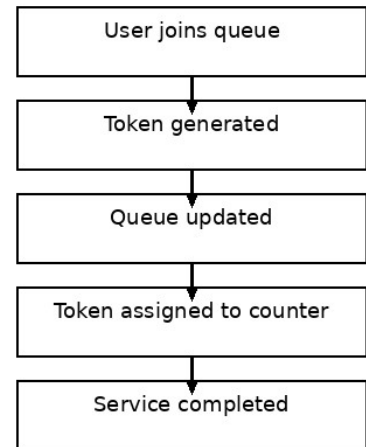 User joins queue
Token generated
Queue updated
Token assigned to counter
Service completed